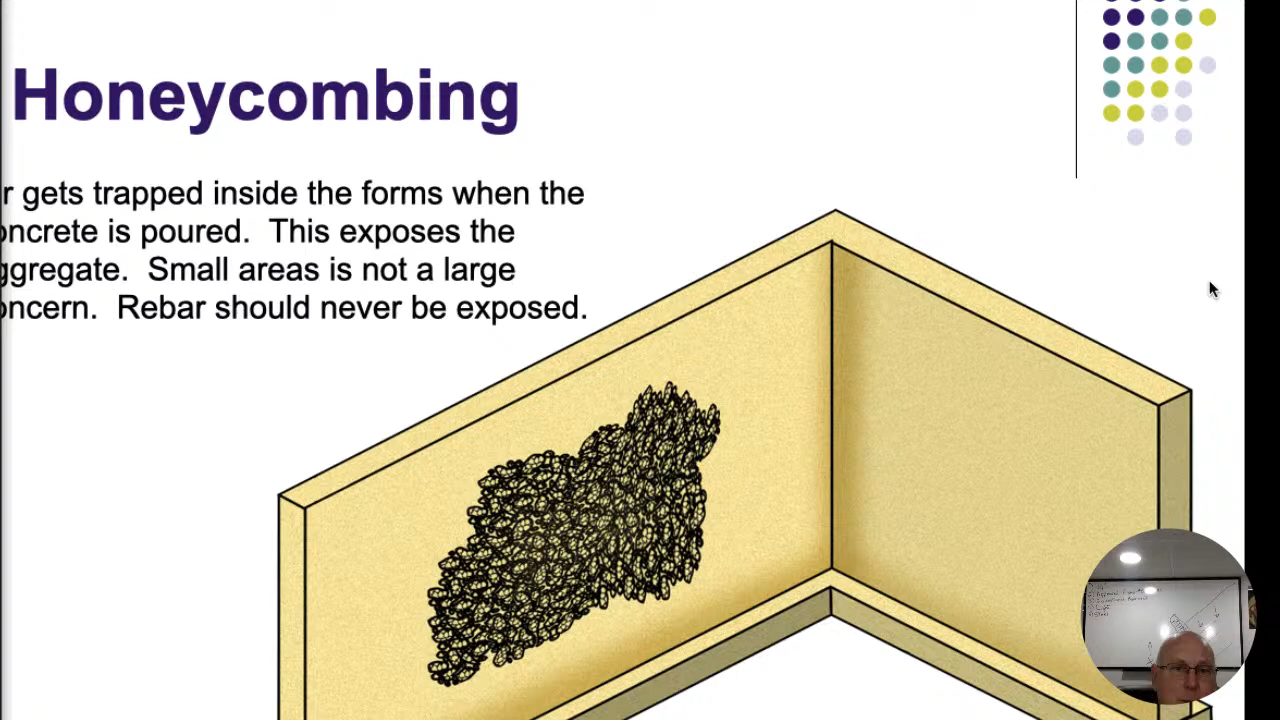 Honeycombing
r gets trapped inside the forms when the
oncrete is poured. This exposes the
ggregate. Small areas is not a large
oncern. Rebar should never be exposed.